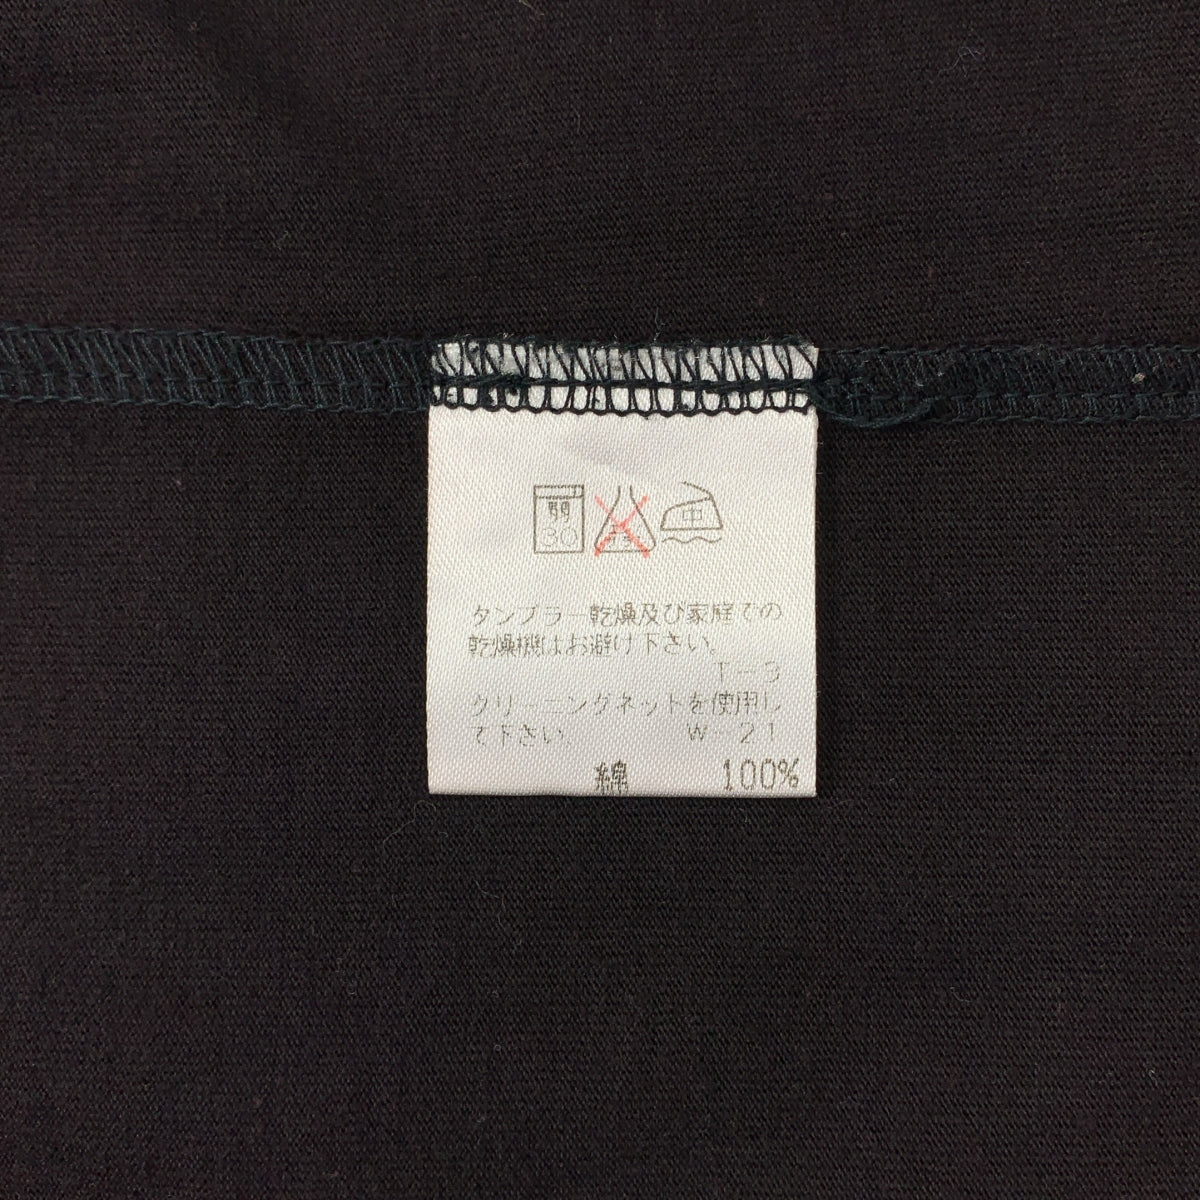 弱 中
30
タンブラー乾燥及び家庭での
乾燥機はお避け下さい。
T-3
クリーニングネットを使用し
て下さい。 W-21
綿 100%